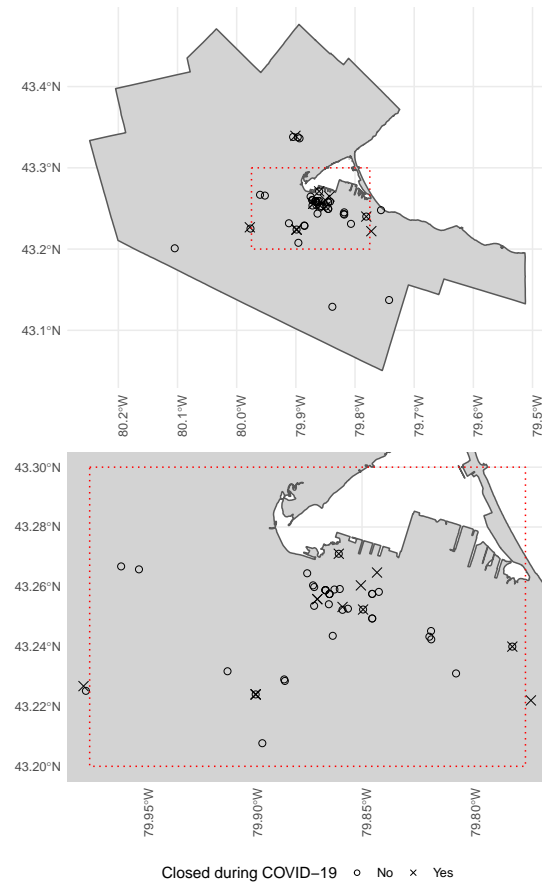 43.4°N
43.3°N
43.2°N
43.1°N
80.2°W
80.1°W
80.0°W
79.9°W
79.8°W
79.7°W
79.6°W
79.5°W
43.30°N
43.28°N
43.26°N
43.24°N
43.22°N
43.20°N
79.95°W
79.90°W
79.85°W
79.80°W
Closed during COVID−19 No Yes